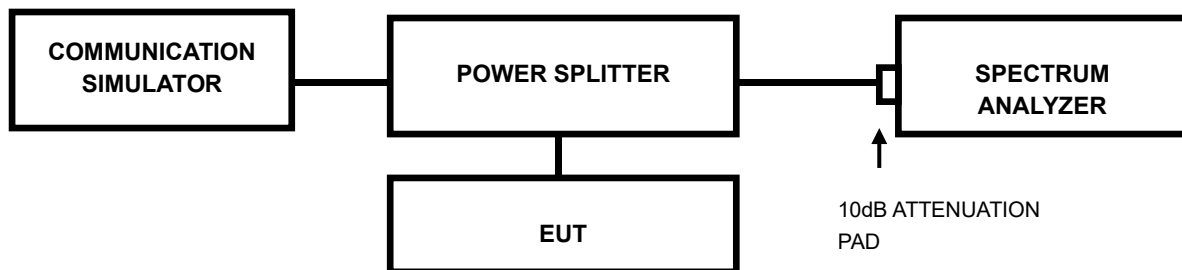 COMMUNICATION
SIMULATOR
POWER SPLITTER
SPECTRUM
ANALYZER
EUT
10dB ATTENUATION
PAD